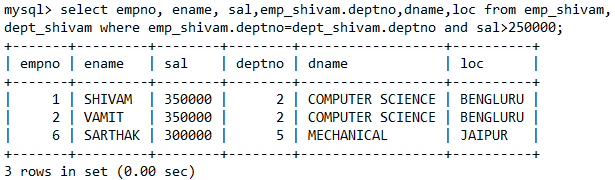 mysql> select empno, ename, sal,emp_shivam.deptno,dname,loc from emp_shivam,
dept_shivam where emp_shivam.deptno=dept_shivam.deptno and sal>250000;
+-------+---------+--------+--------+------------------+----------+
| empno | ename   | sal    | deptno | dname            | loc      |
+-------+---------+--------+--------+------------------+----------+
|     1 | SHIVAM  | 350000 |      2 | COMPUTER SCIENCE | BENGLURU |
|     2 | VAMIT   | 350000 |      2 | COMPUTER SCIENCE | BENGLURU |
|     6 | SARTHAK | 300000 |      5 | MECHANICAL       | JAIPUR   |
+-------+---------+--------+--------+------------------+----------+
3 rows in set (0.00 sec)